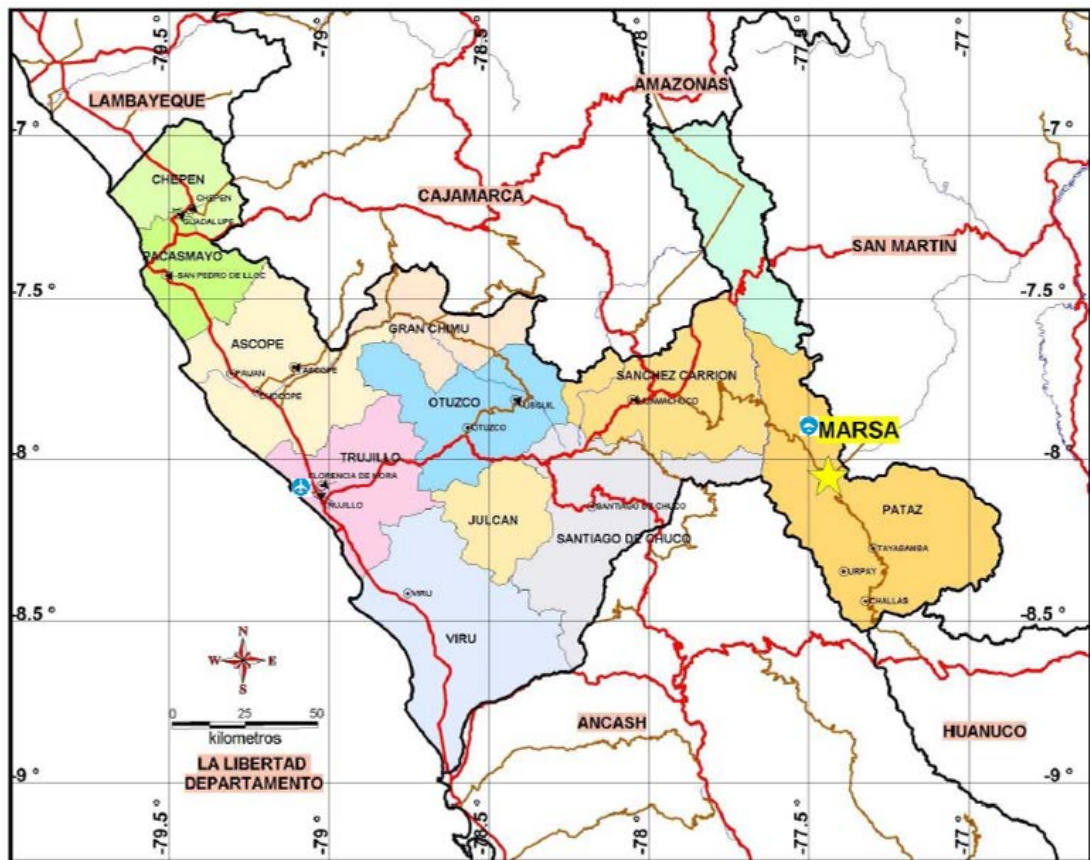 -79.5 °
-79 °
-78.5 °
-78 °
-77.5 °
-77 °
AMAZONAS
LAMBAYEQUE
-7 °
-7 °
CHEPEN
CHEPEN
CAJAMARCA
GUADALUPE
SAN MARTIN
PACASMAYO
SAN PEDRO DE LLOC
-7.5 °
-7.5 °
GRAN CHIMU
ASCOPE
ASCOPE
PAIJAN
SANCHEZ CARRION
OTUZCO
USQUIL
HUAMACHUCO
OTUZCO
MARSA
-8 °
-8 °
TRUJILLO
FLORENCIA DE MORA
TRUJILLO
JULCAN
SANTIAGO DE CHUCO
PATAZ
SANTIAGO DE CHUCO
TAYABAMBA
URPAY
VIRU
CHALLAS
-8.5 °
-8.5 °
VIRU
N
W
E
S
0 25 50
kilometros
ANCASH
HUANUCO
LA LIBERTAD
DEPARTAMENTO
-9 °
-9 °
-79.5 °
-79 °
-78.5 °
-78 °
-77.5 °
-77 °